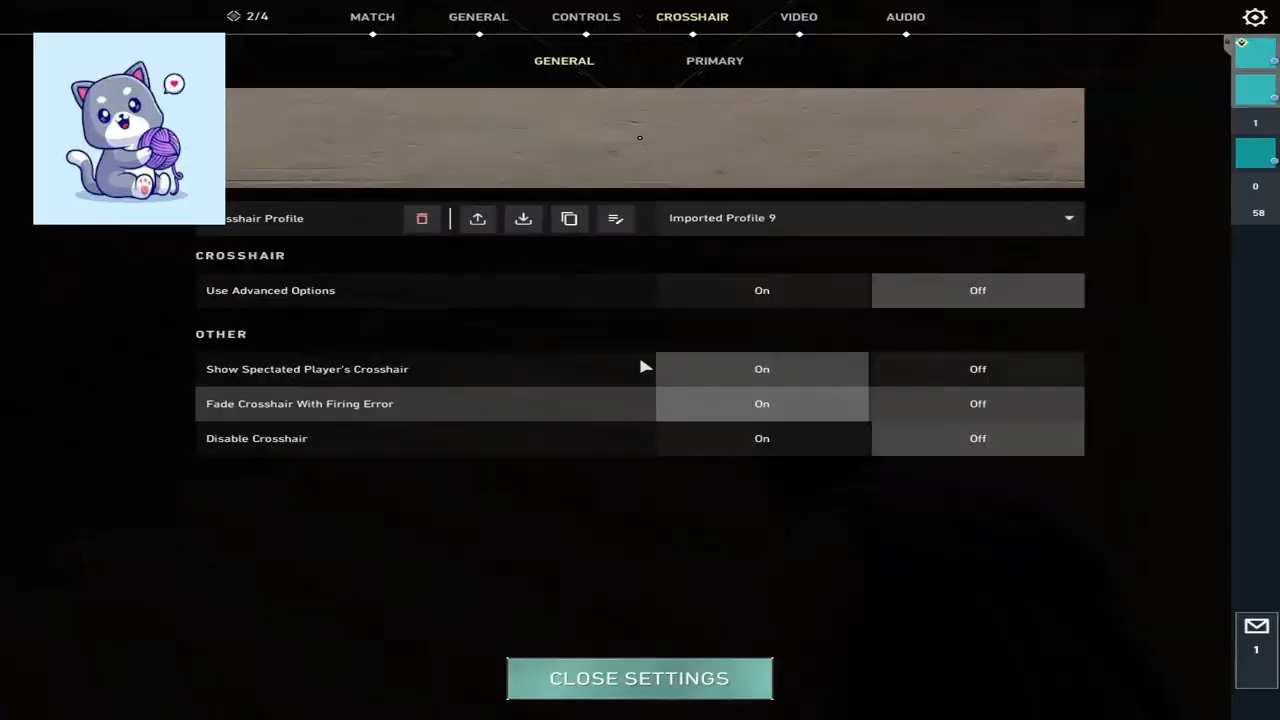 2/4
MATCH
GENERAL
CONTROLS
CROSSHAIR
VIDEO
AUDIO
GENERAL
PRIMARY
sshair Profile
Imported Profile 9
CROSSHAIR
Use Advanced Options
On
Off
OTHER
Show Spectated Player's Crosshair
On
Off
Fade Crosshair With Firing Error
On
Off
Disable Crosshair
On
Off
CLOSE SETTINGS
1
0
58
1